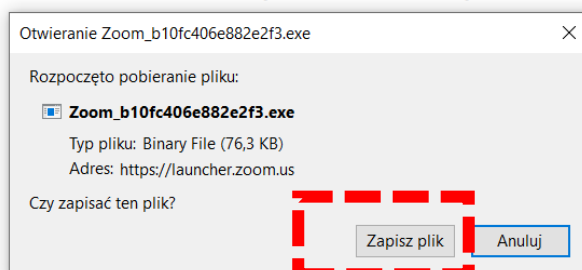 Otwieranie Zoom_b10fc406e882e2f3.exe
Rozpoczęto pobieranie pliku:
Zoom_b10fc406e882e2f3.exe
Typ pliku: Binary File (76,3 KB)
Adres: https://launcher.zoom.us
Czy zapisać ten plik?
Zapisz plik Anuluj